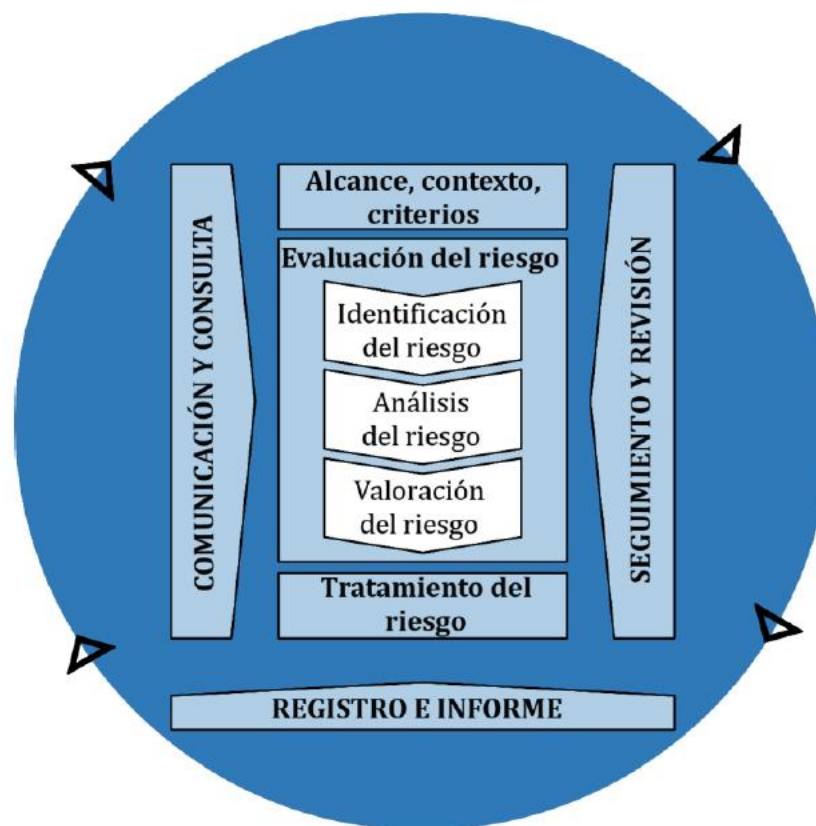 Alcance, contexto,
criterios
Evaluación del riesgo
Identificación
del riesgo
Análisis
del riesgo
Valoración
del riesgo
Tratamiento del
riesgo
COMUNICACIÓN Y CONSULTA
SEGUIMIENTO Y REVISIÓN
REGISTRO E INFORME